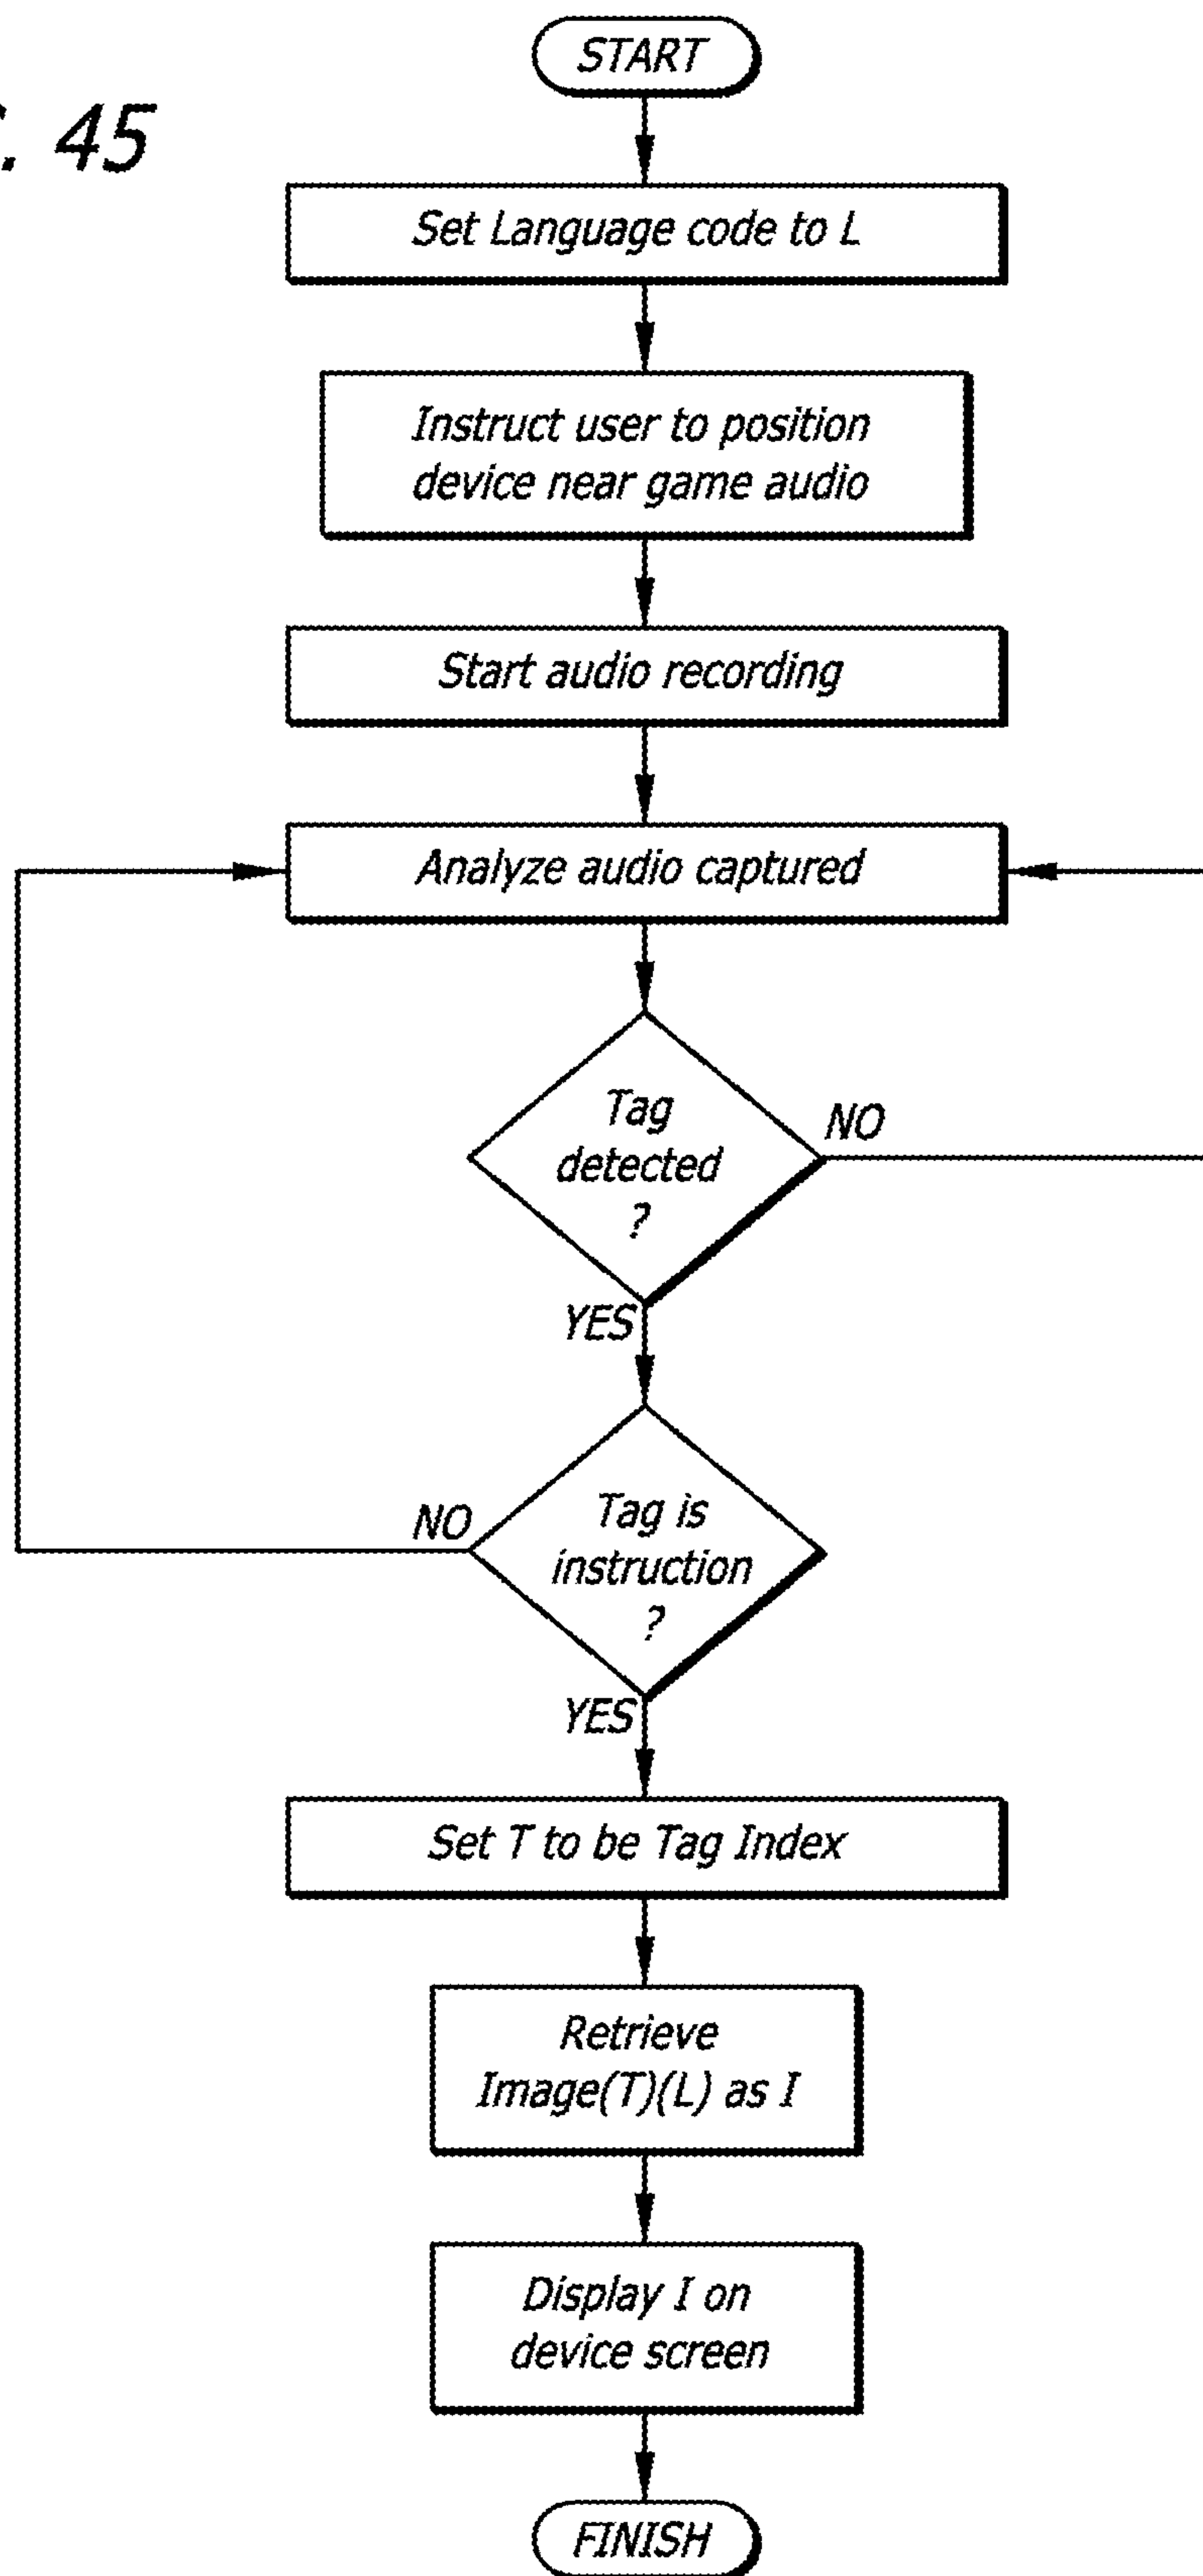 START
. 45
Set Language code to L
Instruct user to position
device near game audio
Start audio recording
Analyze audio captured
Tag
detected
?
NO
YES
Tag is
instruction
?
NO
YES
Set T to be Tag Index
Retrieve
Image(T)(L) as I
Display I on
device screen
FINISH